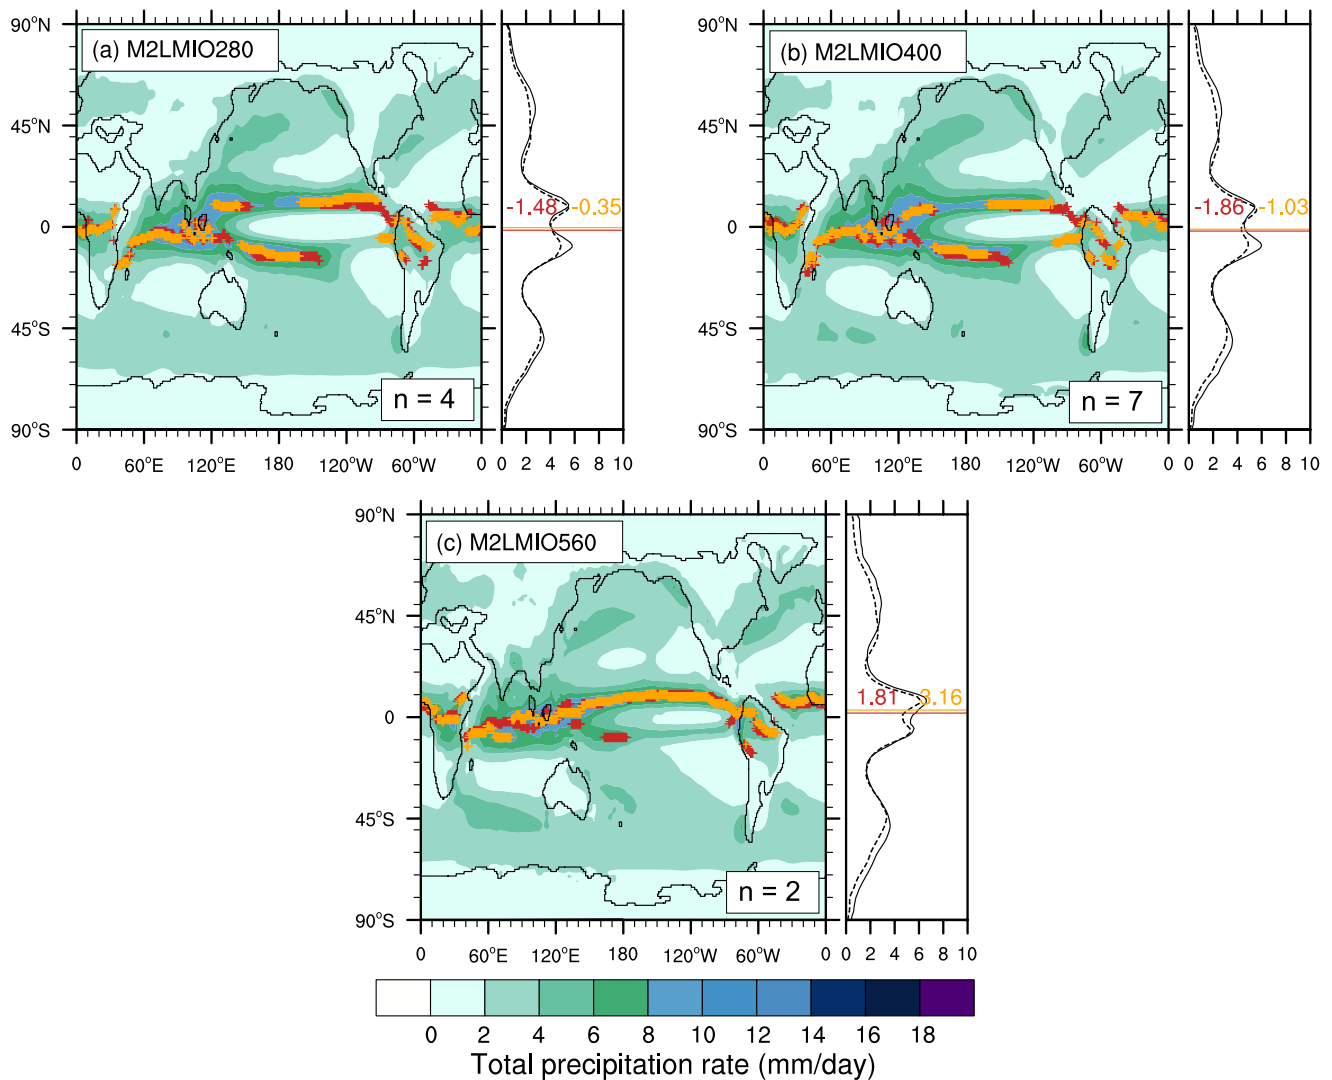 (a) M2LMIO280
(b) M2LMIO400
90°N
45°N
0
45°S
90°S
-1.48
-0.35
n = 4
0
60°E
120°E
180
120°W
60°W
0
0 2 4 6 8 10
90°N
45°N
0
45°S
90°S
-1.86
-1.03
n = 7
0
60°E
120°E
180
120°W
60°W
0
0 2 4 6 8 10
(c) M2LMIO560
90°N
45°N
0
45°S
90°S
1.81
3.16
n = 2
0
60°E
120°E
180
120°W
60°W
0
0 2 4 6 8 10
0 2 4 6 8 10 12 14 16 18
Total precipitation rate (mm/day)